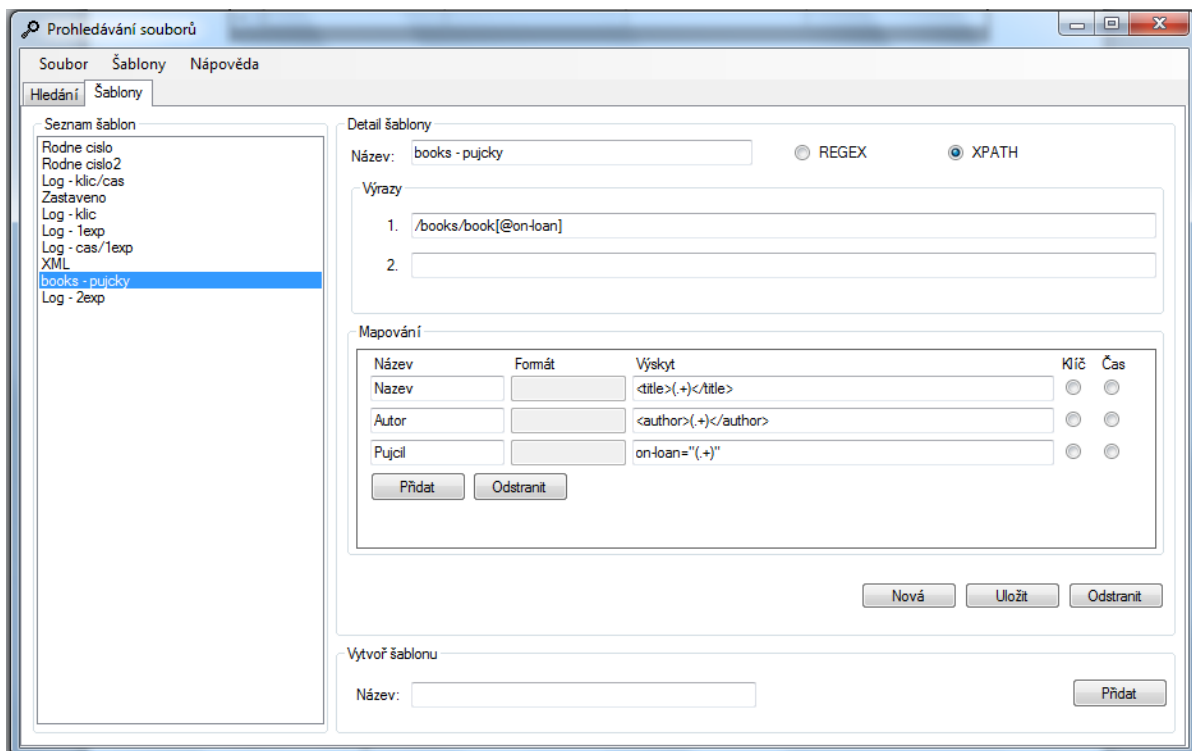 Prohledávání souborů
Soubor Šablony Nápověda
Hledání Šablony
Seznam šablon
Rodne cislo
Rodne cislo2
Log - klic/cas
Zastaveno
Log - klic
Log - 1exp
Log - cas/1exp
XML
books - pujcky
Log - 2exp
Detail šablony
Název: books - pujcky REGEX XPATH
Výrazy
1. /books/book[@on-loan]
2.
Mapování
Název Formát Výskyt Klíč Čas
Nazev <title>(.+)</title>
Autor <author>(.+)</author>
Pujcil on-loan="(.+)"
Přidat Odstranit
Nová Uložit Odstranit
Vytvoř šablonu
Název: Přidat